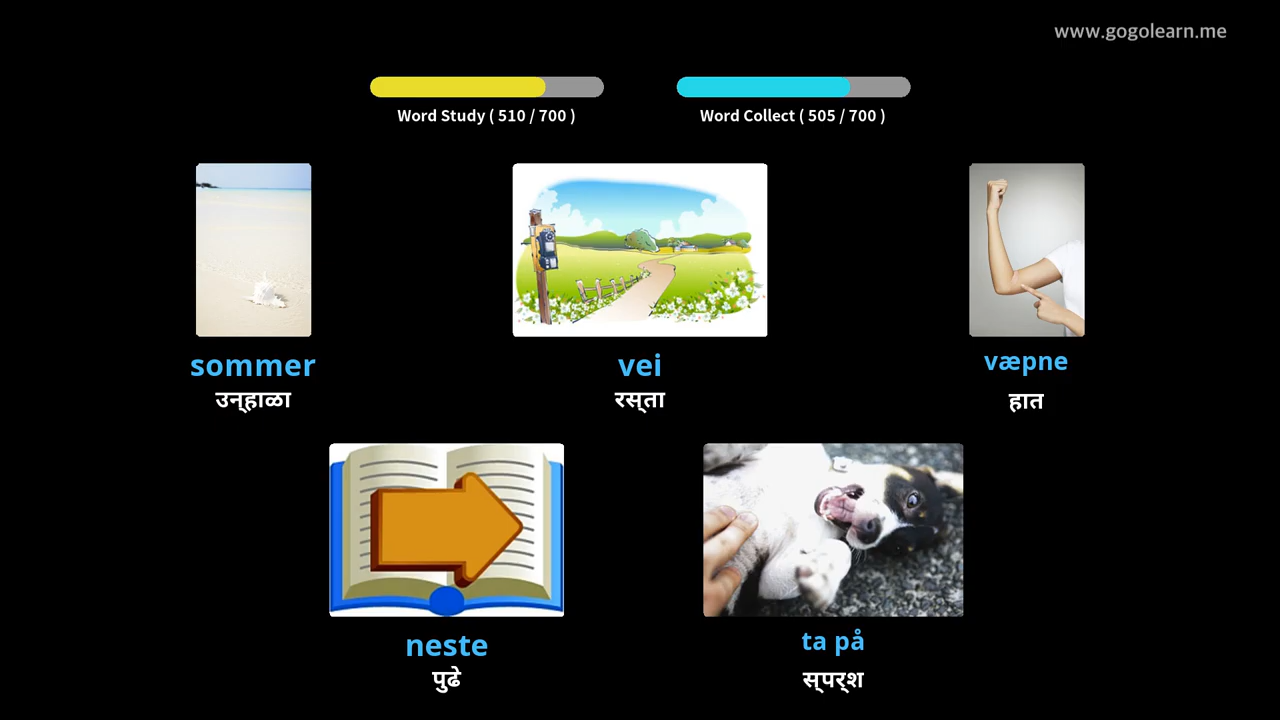 www.gogolearn.me
Word Study ( 510 / 700 )
Word Collect ( 505 / 700 )
sommer
उन्हाळा
vei
रस्ता
væpne
हात
neste
पुढे
ta på
स्पर्श